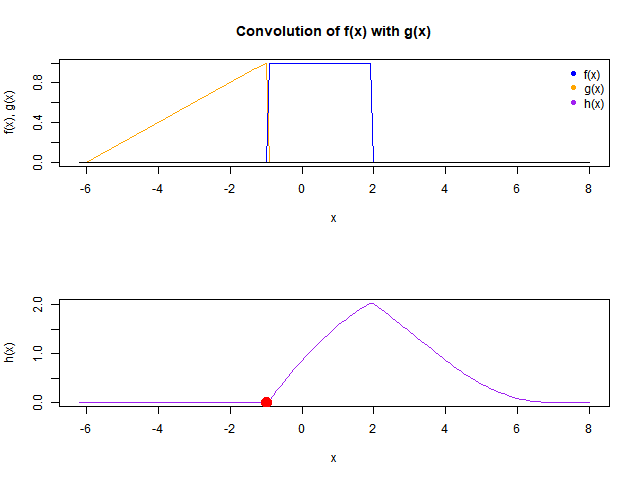 Convolution of f(x) with g(x)
f(x), g(x)
0.0 0.4 0.8
f(x)
g(x)
h(x)
-6 -4 -2 0 2 4 6 8
x
h(x)
0.0 1.0 2.0
-6 -4 -2 0 2 4 6 8
x